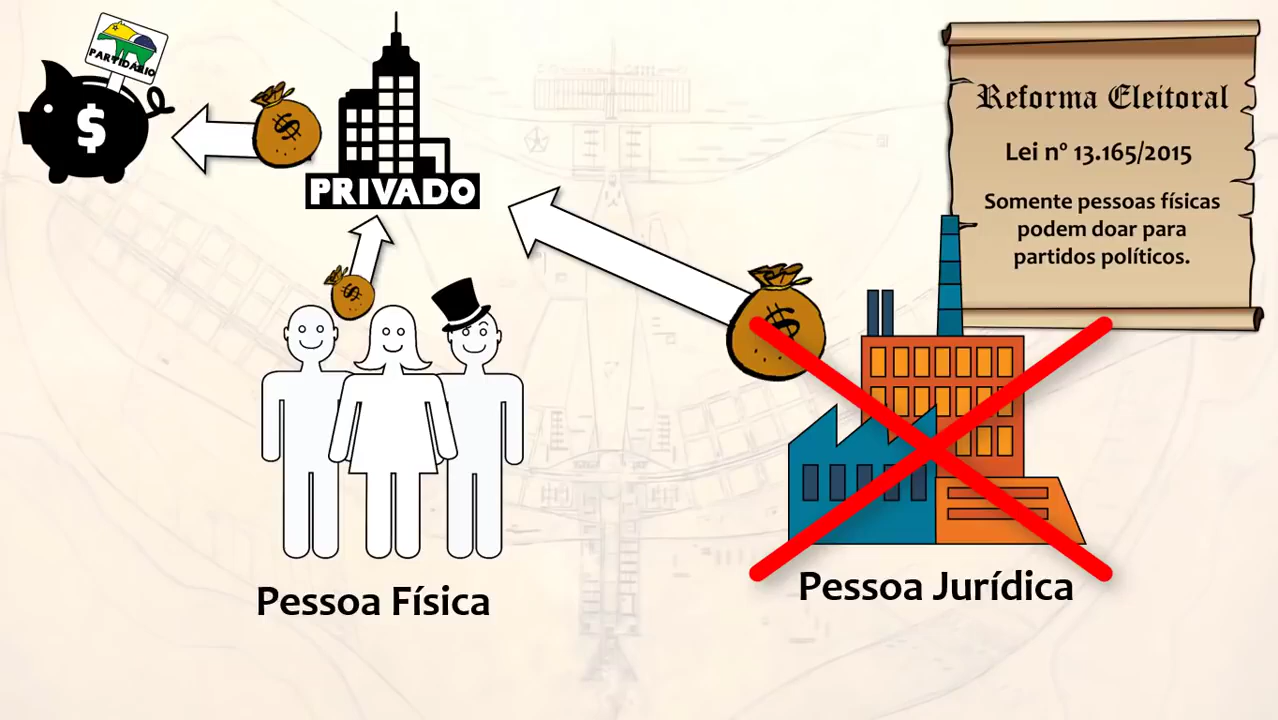 PARTIDÁRIO
$
$
PRIVADO
$
$
Reforma Eleitoral
Lei nº 13.165/2015
Somente pessoas físicas
podem doar para
partidos políticos.
Pessoa Física
Pessoa Jurídica